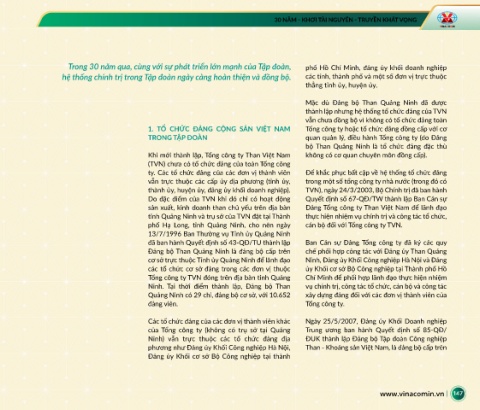 30 NĂM - KHƠI TÀI NGUYÊN - TRUYỀN KHÁT VỌNG
Trong 30 năm qua, cùng với sự phát triển lớn mạnh của Tập đoàn,
hệ thống chính trị trong Tập đoàn ngày càng hoàn thiện và đồng bộ.
1. TỔ CHỨC ĐẢNG CỘNG SẢN VIỆT NAM
TRONG TẬP ĐOÀN
Khi mới thành lập, Tổng công ty Than Việt Nam
(TVN) chưa có tổ chức đảng của toàn Tổng công
ty. Các tổ chức đảng của các đơn vị thành viên
vẫn trực thuộc các cấp ủy địa phương (tỉnh ủy,
thành ủy, huyện ủy, đảng ủy khối doanh nghiệp).
Do đặc điểm của TVN khi đó chỉ có hoạt động
sản xuất, kinh doanh than chủ yếu trên địa bàn
tỉnh Quảng Ninh và trụ sở của TVN đặt tại Thành
phố Hạ Long, tỉnh Quảng Ninh, cho nên ngày
13/7/1996 Ban Thường vụ Tỉnh ủy Quảng Ninh
đã ban hành Quyết định số 43-QĐ/TU thành lập
Đảng bộ Than Quảng Ninh là đảng bộ cấp trên
cơ sở trực thuộc Tỉnh ủy Quảng Ninh để lãnh đạo
các tổ chức cơ sở đảng trong các đơn vị thuộc
Tổng công ty TVN đóng trên địa bàn tỉnh Quảng
Ninh. Tại thời điểm thành lập, Đảng bộ Than
Quảng Ninh có 29 chi, đảng bộ cơ sở, với 10.652
đảng viên.
Các tổ chức đảng của các đơn vị thành viên khác
của Tổng công ty (không có trụ sở tại Quảng
Ninh) vẫn trực thuộc các tổ chức đảng địa
phương như Đảng ủy Khối Công nghiệp Hà Nội,
Đảng ủy Khối cơ sở Bộ Công nghiệp tại thành
phố Hồ Chí Minh, đảng ủy khối doanh nghiệp
các tỉnh, thành phố và một số đơn vị trực thuộc
thẳng tỉnh ủy, huyện ủy.
Mặc dù Đảng bộ Than Quảng Ninh đã được
thành lập nhưng hệ thống tổ chức đảng của TVN
vẫn chưa đồng bộ vì không có tổ chức đảng toàn
Tổng công ty hoặc tổ chức đảng đồng cấp với cơ
quan quản lý, điều hành Tổng công ty (do Đảng
bộ Than Quảng Ninh là tổ chức đảng đặc thù
không có cơ quan chuyên môn đồng cấp).
Để khắc phục bất cập về hệ thống tổ chức đảng
trong một số tổng công ty nhà nước (trong đó có
TVN), ngày 24/3/2003, Bộ Chính trị đã ban hành
Quyết định số 67-QĐ/TW thành lập Ban Cán sự
Đảng Tổng công ty Than Việt Nam để lãnh đạo
thực hiện nhiệm vụ chính trị và công tác tổ chức,
cán bộ đối với Tổng công ty TVN.
Ban Cán sự Đảng Tổng công ty đã ký các quy
chế phối hợp công tác với Đảng ủy Than Quảng
Ninh, Đảng ủy Khối Công nghiệp Hà Nội và Đảng
ủy Khối cơ sở Bộ Công nghiệp tại Thành phố Hồ
Chí Minh để phối hợp lãnh đạo thực hiện nhiệm
vụ chính trị, công tác tổ chức, cán bộ và công tác
xây dựng đảng đối với các đơn vị thành viên của
Tổng công ty.
Ngày 25/5/2007, Đảng ủy Khối Doanh nghiệp
Trung ương ban hành Quyết định số 85-QĐ/
ĐUK thành lập Đảng bộ Tập đoàn Công nghiệp
Than - Khoáng sản Việt Nam, là đảng bộ cấp trên
www.vinacomin.vn | 147